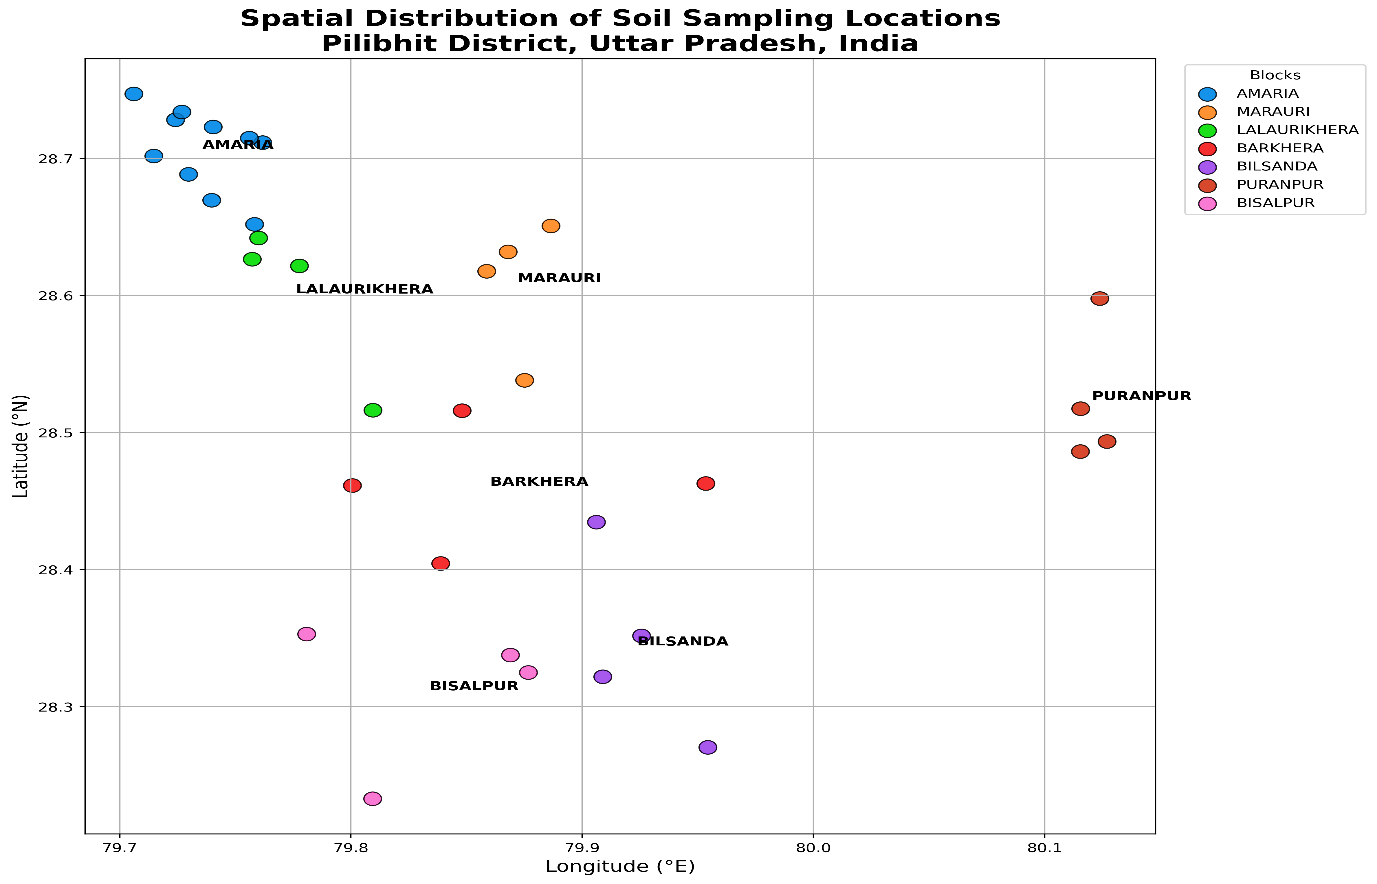 Spatial Distribution of Soil Sampling Locations
Pilibhit District, Uttar Pradesh, India
Blocks
AMARIA
MARAURI
LALAURIKHERA
BARKHERA
BILSANDA
PURANPUR
BISALPUR
AMARIA
28.7
MARAURI
LALAURIKHERA
28.6
PURANPUR
Latitude (°N)
28.5
BARKHERA
28.4
BILSANDA
BISALPUR
28.3
79.7 79.8 79.9 80.0 80.1
Longitude (°E)